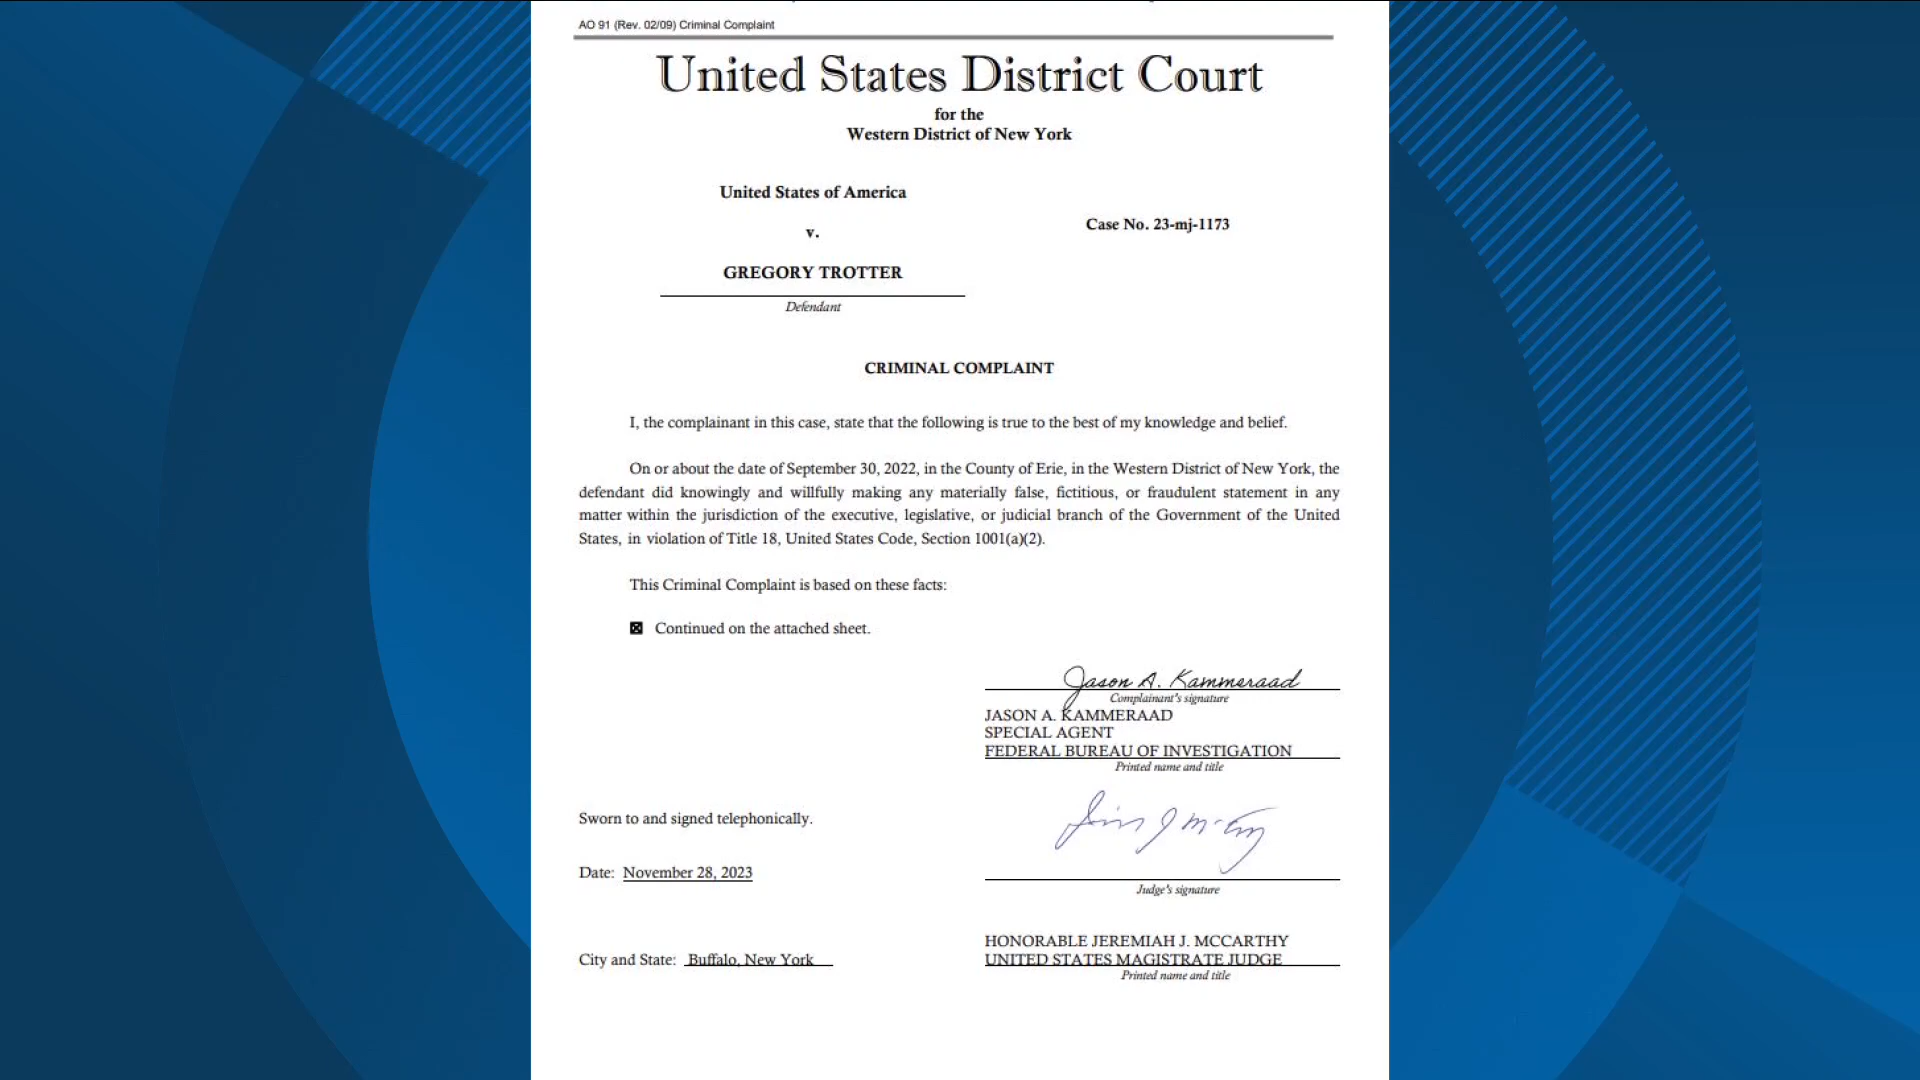 AO 91 (Rev. 02/09) Criminal Complaint
United States District Court
for the
Western District of New York
United States of America
v.
GREGORY TROTTER
Defendant
Case No. 23-mj-1173
CRIMINAL COMPLAINT
I, the complainant in this case, state that the following is true to the best of my knowledge and belief.
On or about the date of September 30, 2022, in the County of Erie, in the Western District of New York, the
defendant did knowingly and willfully making any materially false, fictitious, or fraudulent statement in any
matter within the jurisdiction of the executive, legislative, or judicial branch of the Government of the United
States, in violation of Title 18, United States Code, Section 1001(a)(2).
This Criminal Complaint is based on these facts:
☒ Continued on the attached sheet.
Jason A. Kammeraad
Complainant's signature
JASON A. KAMMERAAD
SPECIAL AGENT
FEDERAL BUREAU OF INVESTIGATION
Printed name and title
Sworn to and signed telephonically.
Date: November 28, 2023
Judge's signature
City and State: Buffalo, New York
HONORABLE JEREMIAH J. MCCARTHY
UNITED STATES MAGISTRATE JUDGE
Printed name and title